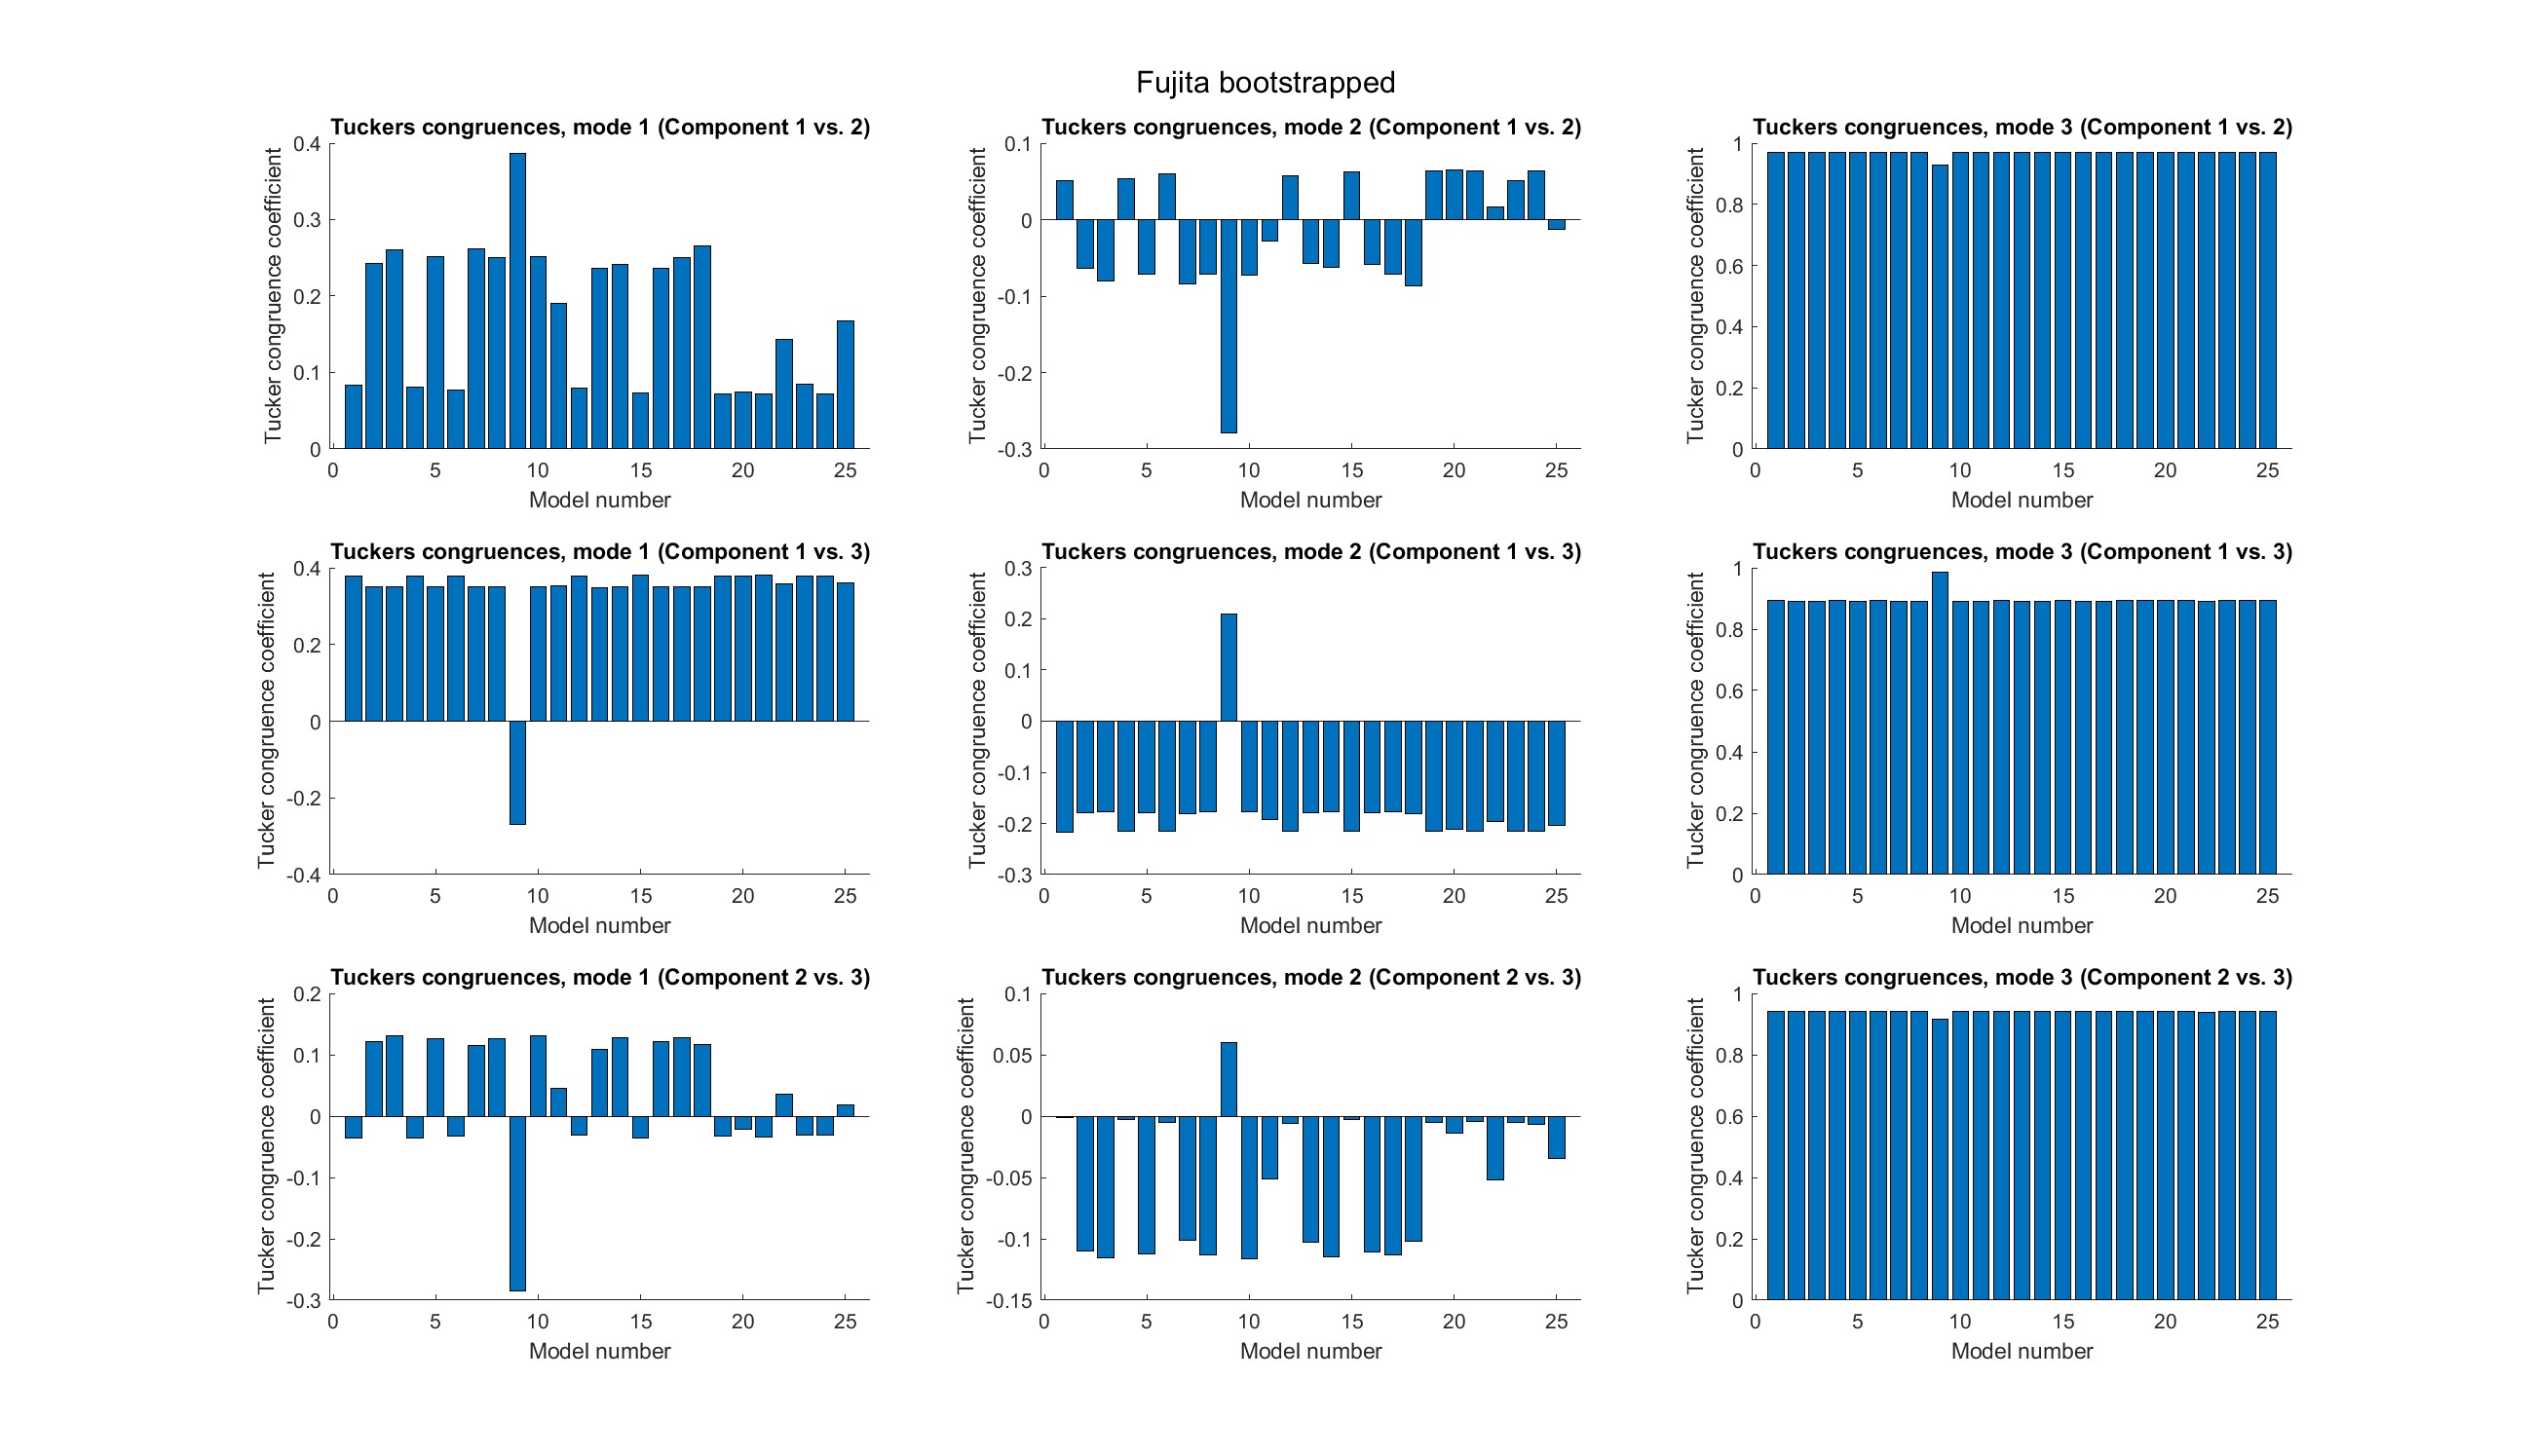 Fujita bootstrapped
Tuckers congruences, mode 1 (Component 1 vs. 2)
Tucker congruence coefficient
0.4
0.3
0.2
0.1
0
0 5 10 15 20 25
Model number
Tuckers congruences, mode 2 (Component 1 vs. 2)
Tucker congruence coefficient
0.1
0
-0.1
-0.2
-0.3
0 5 10 15 20 25
Model number
Tuckers congruences, mode 3 (Component 1 vs. 2)
Tucker congruence coefficient
1
0.8
0.6
0.4
0.2
0
0 5 10 15 20 25
Model number
Tuckers congruences, mode 1 (Component 1 vs. 3)
Tucker congruence coefficient
0.4
0.2
0
-0.2
-0.4
0 5 10 15 20 25
Model number
Tuckers congruences, mode 2 (Component 1 vs. 3)
Tucker congruence coefficient
0.3
0.2
0.1
0
-0.1
-0.2
-0.3
0 5 10 15 20 25
Model number
Tuckers congruences, mode 3 (Component 1 vs. 3)
Tucker congruence coefficient
1
0.8
0.6
0.4
0.2
0
0 5 10 15 20 25
Model number
Tuckers congruences, mode 1 (Component 2 vs. 3)
Tucker congruence coefficient
0.2
0.1
0
-0.1
-0.2
-0.3
0 5 10 15 20 25
Model number
Tuckers congruences, mode 2 (Component 2 vs. 3)
Tucker congruence coefficient
0.1
0.05
0
-0.05
-0.1
-0.15
0 5 10 15 20 25
Model number
Tuckers congruences, mode 3 (Component 2 vs. 3)
Tucker congruence coefficient
1
0.8
0.6
0.4
0.2
0
0 5 10 15 20 25
Model number